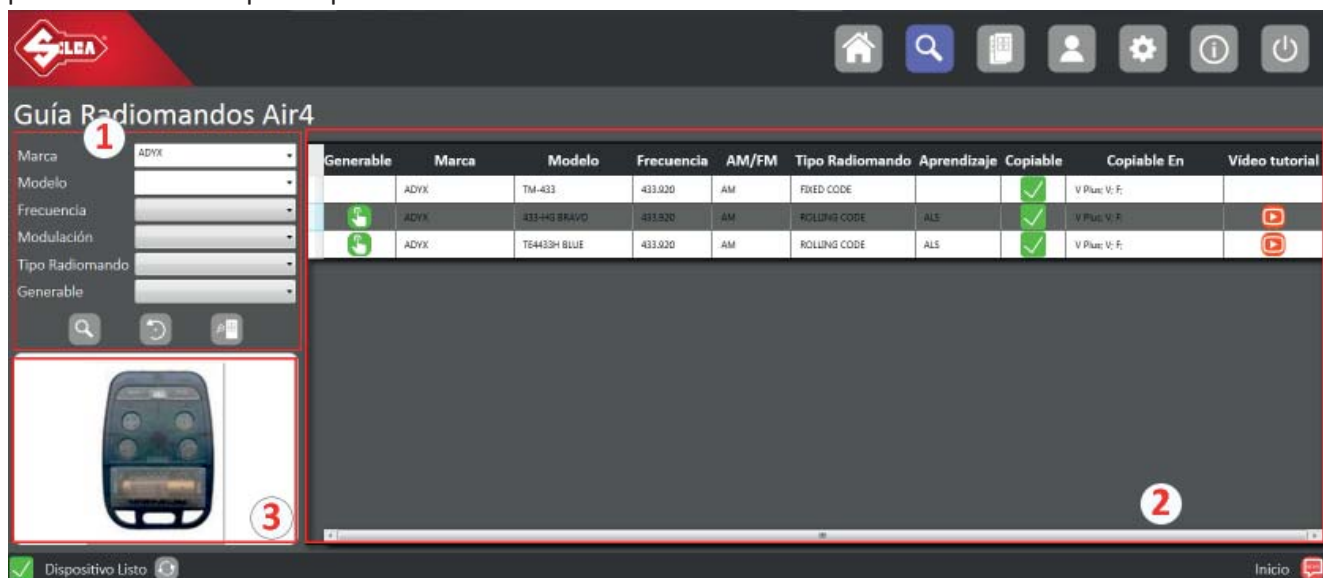 SILCA
Guía Radiomandos Air4
1
Marca ADYX
Modelo
Frecuencia
Modulación
Tipo Radiomando
Generable
Generable Marca Modelo Frecuencia AM/FM Tipo Radiomando Aprendizaje Copiable Copiable En Vídeo tutorial
ADYX TM-433 433.920 AM FIXED CODE V Plus; V; F;
ADYX 433-HG BRAVO 433.920 AM ROLLING CODE ALS V Plus; V; F;
ADYX TE4433H BLUE 433.920 AM ROLLING CODE ALS V Plus; V; F;
2
3
Dispositivo Listo
Inicio